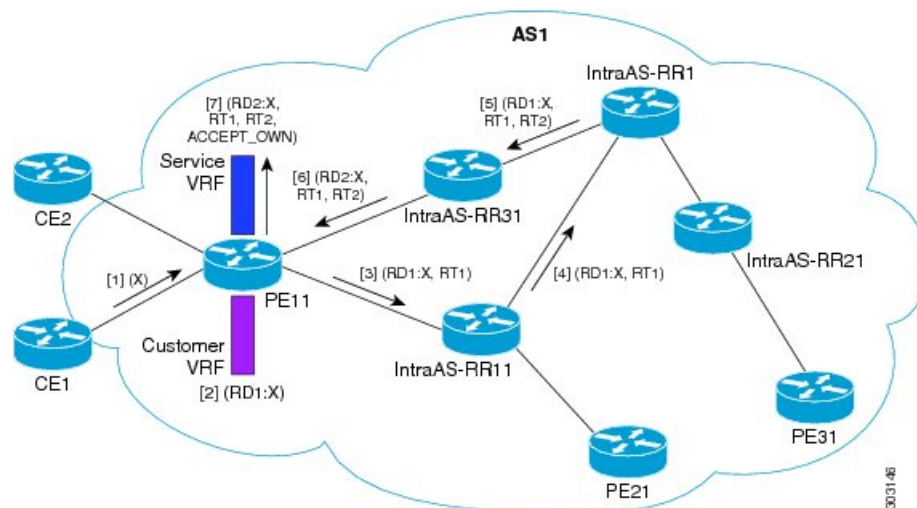 AS1
IntraAS-RR1
[7] (RD2:X,
RT1, RT2,
ACCEPT_OWN)
[5] (RD1:X,
RT1, RT2)
Service
VRF
[6] (RD2:X,
RT1, RT2)
IntraAS-RR31
CE2
IntraAS-RR21
[1] (X)
PE11
[3] (RD1:X, RT1)
[4] (RD1:X, RT1)
Customer
VRF
CE1
[2] (RD1:X)
IntraAS-RR11
PE31
PE21
303146